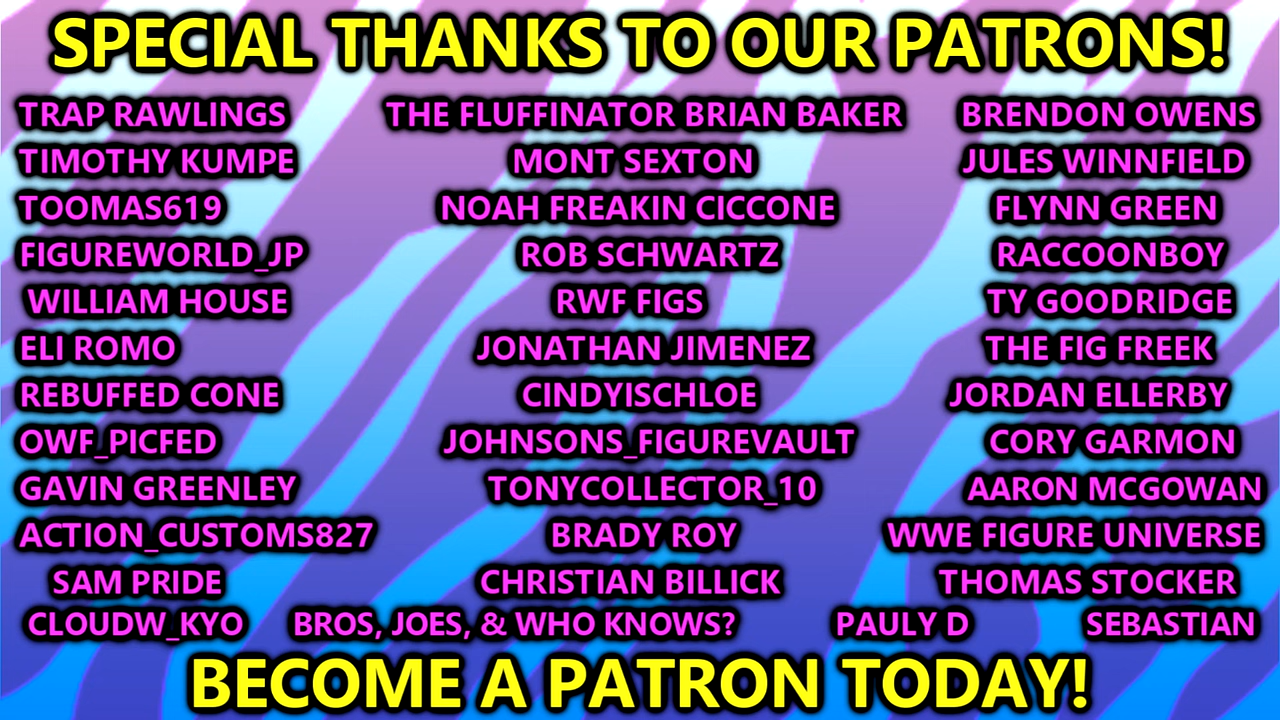 SPECIAL THANKS TO OUR PATRONS!
TRAP RAWLINGS THE FLUFFINATOR BRIAN BAKER BRENDON OWENS
TIMOTHY KUMPE MONT SEXTON JULES WINNFIELD
TOOMAS619 NOAH FREAKIN CICCONE FLYNN GREEN
FIGUREWORLD_JP ROB SCHWARTZ RACCOONBOY
WILLIAM HOUSE RWF FIGS TY GOODRIDGE
ELI ROMO JONATHAN JIMENEZ THE FIG FREEK
REBUFFED CONE CINDYISCHLOE JORDAN ELLERBY
OWF_PICFED JOHNSONS_FIGUREVAULT CORY GARMON
GAVIN GREENLEY TONYCOLLECTOR_10 AARON MCGOWAN
ACTION_CUSTOMS827 BRADY ROY WWE FIGURE UNIVERSE
SAM PRIDE CHRISTIAN BILLICK THOMAS STOCKER
CLOUDW_KYO BROS, JOES, & WHO KNOWS? PAULY D SEBASTIAN
BECOME A PATRON TODAY!